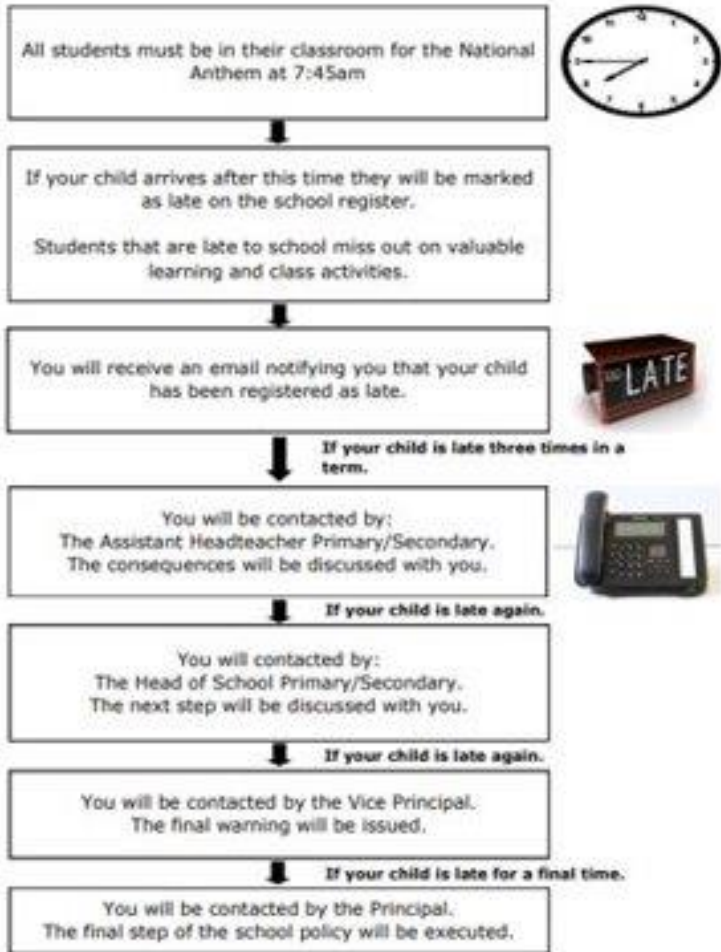 All students must be in their classroom for the National
Anthem at 7:45am
If your child arrives after this time they will be marked
as late on the school register.
Students that are late to school miss out on valuable
learning and class activities.
You will receive an email notifying you that your child
has been registered as late.
LATE
If your child is late three times in a
term.
You will be contacted by:
The Assistant Headteacher Primary/Secondary.
The consequences will be discussed with you.
If your child is late again.
You will contacted by:
The Head of School Primary/Secondary.
The next step will be discussed with you.
If your child is late again.
You will be contacted by the Vice Principal.
The final warning will be issued.
If your child is late for a final time.
You will be contacted by the Principal.
The final step of the school policy will be executed.